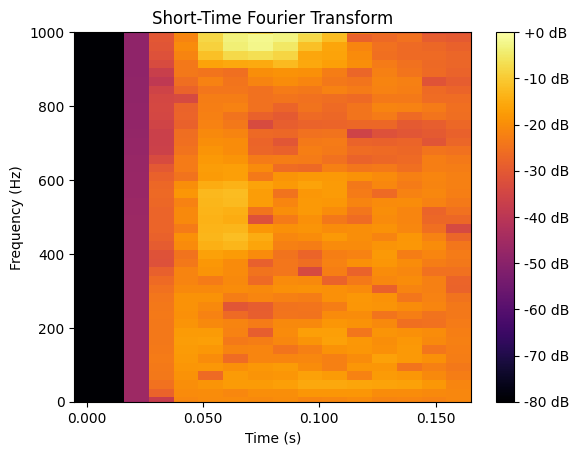 Short-Time Fourier Transform
1000
800
600
400
200
0
Frequency (Hz)
0.000
0.050
0.100
0.150
Time (s)
+0 dB
-10 dB
-20 dB
-30 dB
-40 dB
-50 dB
-60 dB
-70 dB
-80 dB